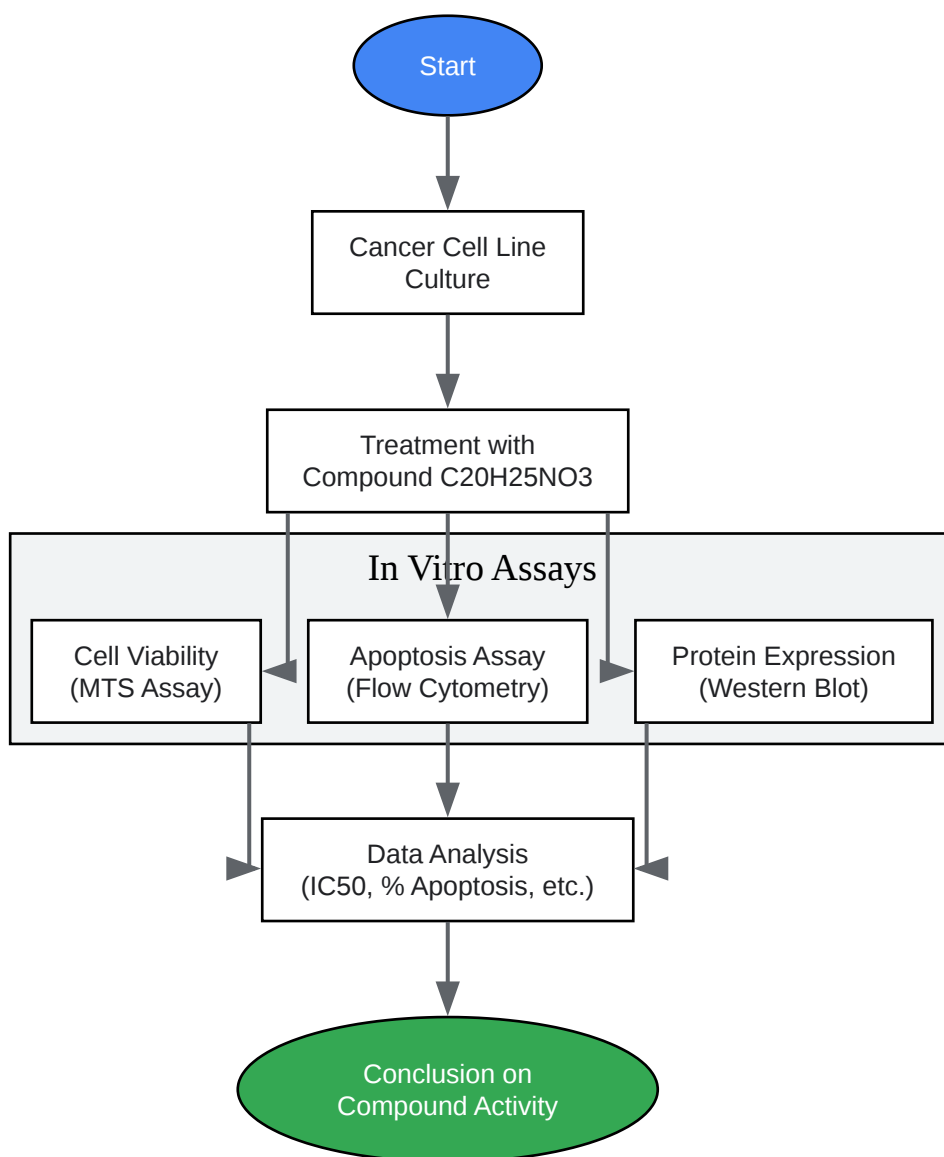 Start
Cancer Cell Line
Culture
Treatment with
Compound C20H25NO3
In Vitro Assays
Cell Viability
(MTS Assay)
Apoptosis Assay
(Flow Cytometry)
Protein Expression
(Western Blot)
Data Analysis
(IC50, % Apoptosis, etc.)
Conclusion on
Compound Activity